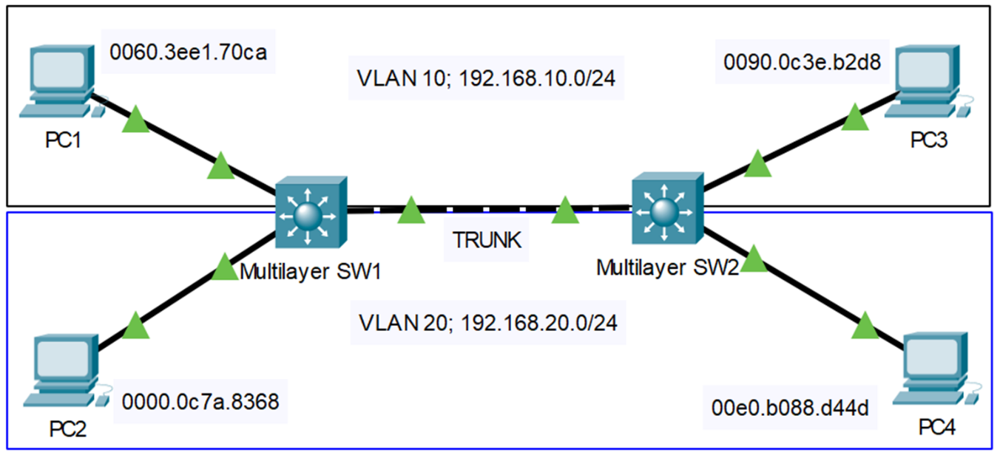 0060.3ee1.70ca
0090.0c3e.b2d8
VLAN 10; 192.168.10.0/24
PC1
PC3
TRUNK
Multilayer SW1
Multilayer SW2
VLAN 20; 192.168.20.0/24
0000.0c7a.8368
00e0.b088.d44d
PC2
PC4